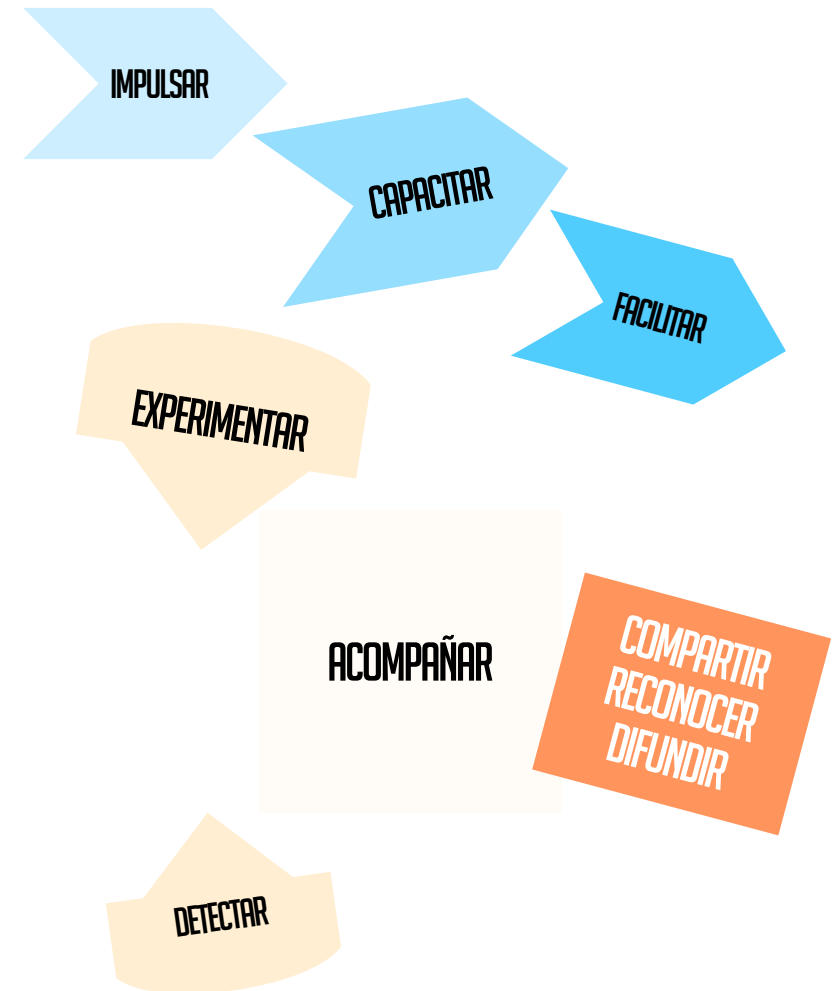 IMPULSAR
CAPACITAR
FACILITAR
EXPERIMENTAR
ACOMPAÑAR
COMPARTIR
RECONOCER
DIFUNDIR
DETECTAR